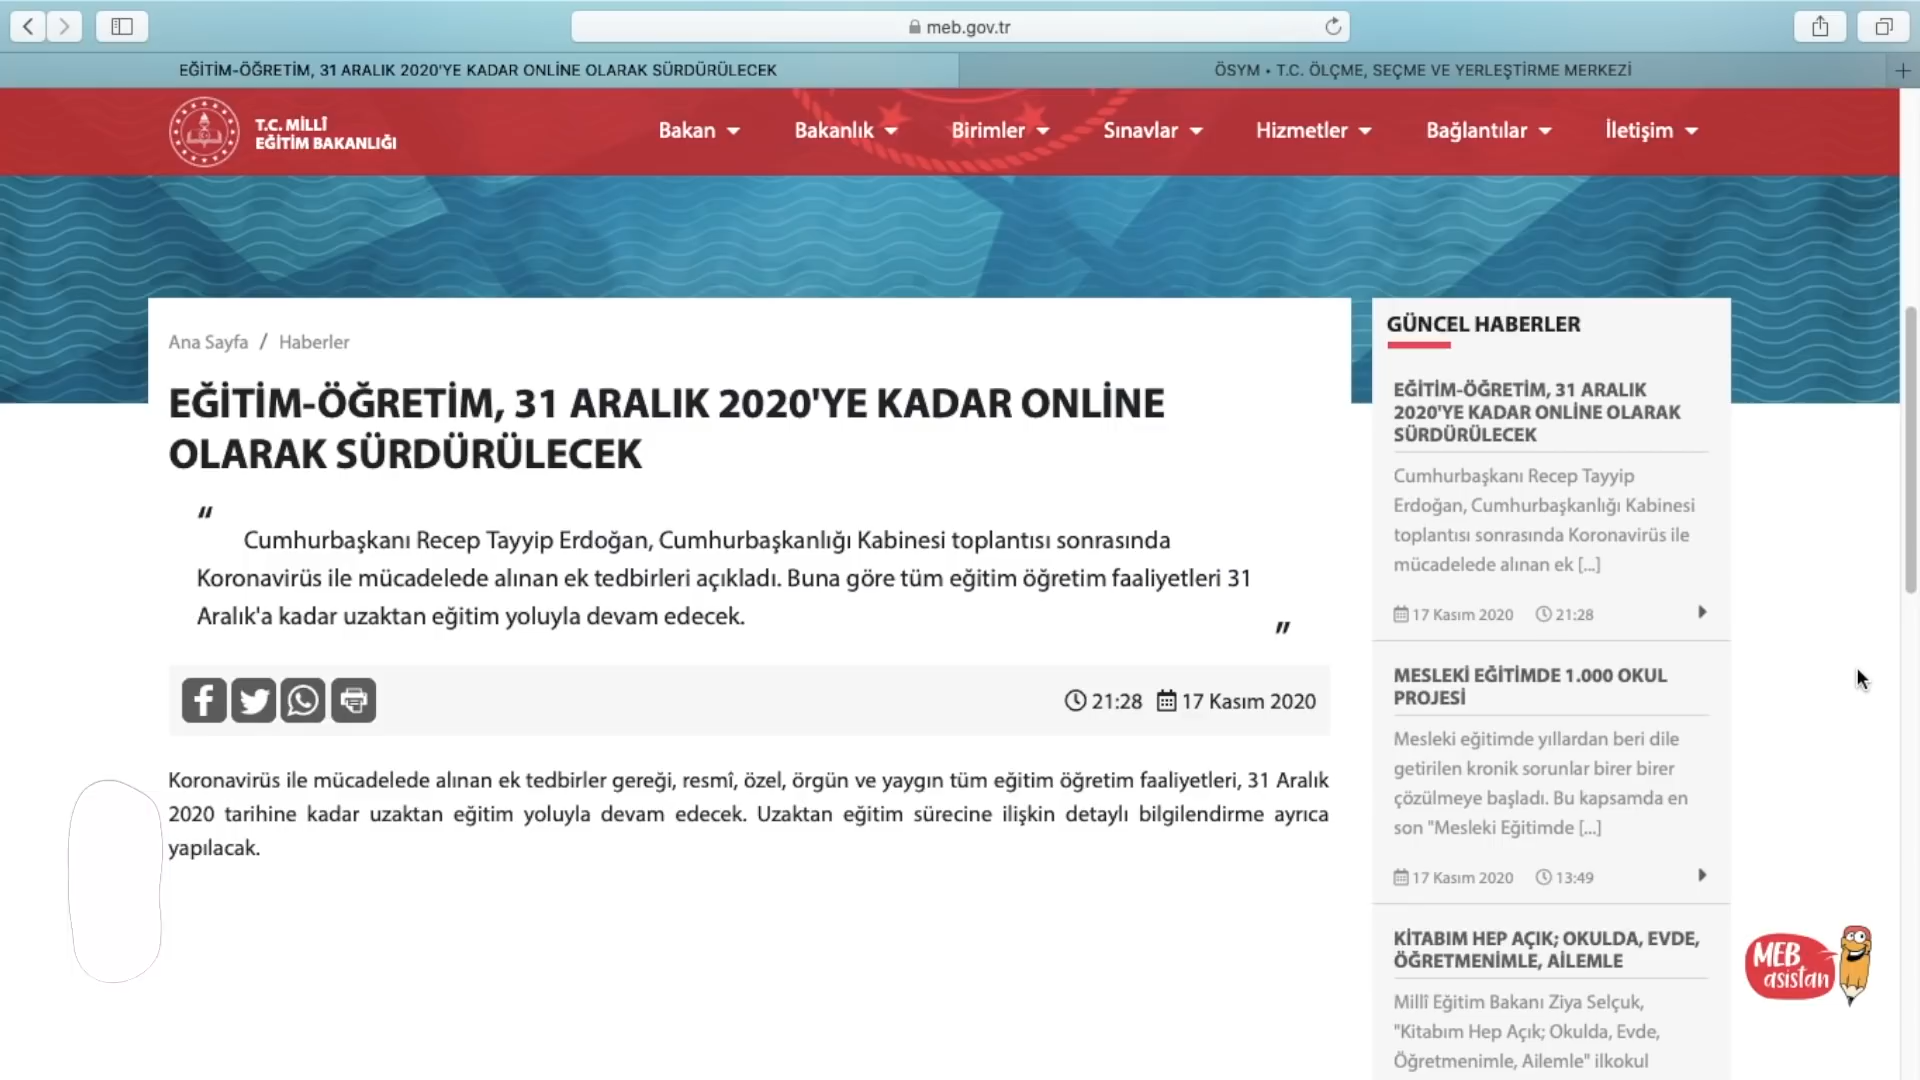 meb.gov.tr
EĞİTİM-ÖĞRETİM, 31 ARALIK 2020'YE KADAR ONLİNE OLARAK SÜRDÜRÜLECEK
ÖSYM • T.C. ÖLÇME, SEÇME VE YERLEŞTİRME MERKEZİ
T.C. MİLLÎ
EĞİTİM BAKANLIĞI
Bakan
Bakanlık
Birimler
Sınavlar
Hizmetler
Bağlantılar
İletişim
Ana Sayfa / Haberler
EĞİTİM-ÖĞRETİM, 31 ARALIK 2020'YE KADAR ONLİNE
OLARAK SÜRDÜRÜLECEK
"
Cumhurbaşkanı Recep Tayyip Erdoğan, Cumhurbaşkanlığı Kabinesi toplantısı sonrasında
Koronavirüs ile mücadelede alınan ek tedbirleri açıkladı. Buna göre tüm eğitim öğretim faaliyetleri 31
Aralık'a kadar uzaktan eğitim yoluyla devam edecek.
"
21:28 17 Kasım 2020
Koronavirüs ile mücadelede alınan ek tedbirler gereği, resmî, özel, örgün ve yaygın tüm eğitim öğretim faaliyetleri, 31 Aralık
2020 tarihine kadar uzaktan eğitim yoluyla devam edecek. Uzaktan eğitim sürecine ilişkin detaylı bilgilendirme ayrıca
yapılacak.
GÜNCEL HABERLER
EĞİTİM-ÖĞRETİM, 31 ARALIK
2020'YE KADAR ONLİNE OLARAK
SÜRDÜRÜLECEK
Cumhurbaşkanı Recep Tayyip
Erdoğan, Cumhurbaşkanlığı Kabinesi
toplantısı sonrasında Koronavirüs ile
mücadelede alınan ek [...]
17 Kasım 2020 21:28
MESLEKİ EĞİTİMDE 1.000 OKUL
PROJESİ
Mesleki eğitimde yıllardan beri dile
getirilen kronik sorunlar birer birer
çözülmeye başladı. Bu kapsamda en
son "Mesleki Eğitimde [...]
17 Kasım 2020 13:49
KİTABIM HEP AÇIK; OKULDA, EVDE,
ÖĞRETMENİMLE, AİLEMLE
Millî Eğitim Bakanı Ziya Selçuk,
"Kitabım Hep Açık; Okulda, Evde,
Öğretmenimle, Ailemle" ilkokul
MEB
asistan